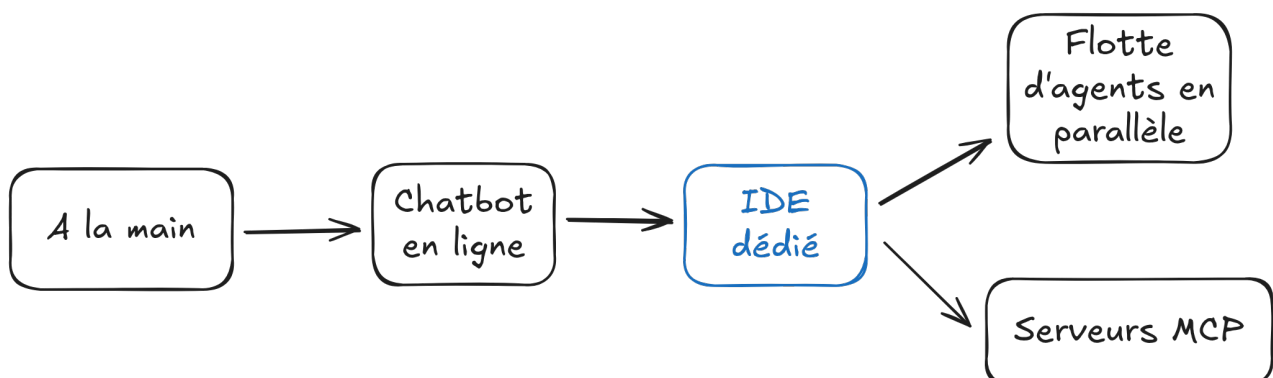 A la main
Chatbot
en ligne
IDE
dédié
Flotte
d'agents en
parallèle
Serveurs MCP